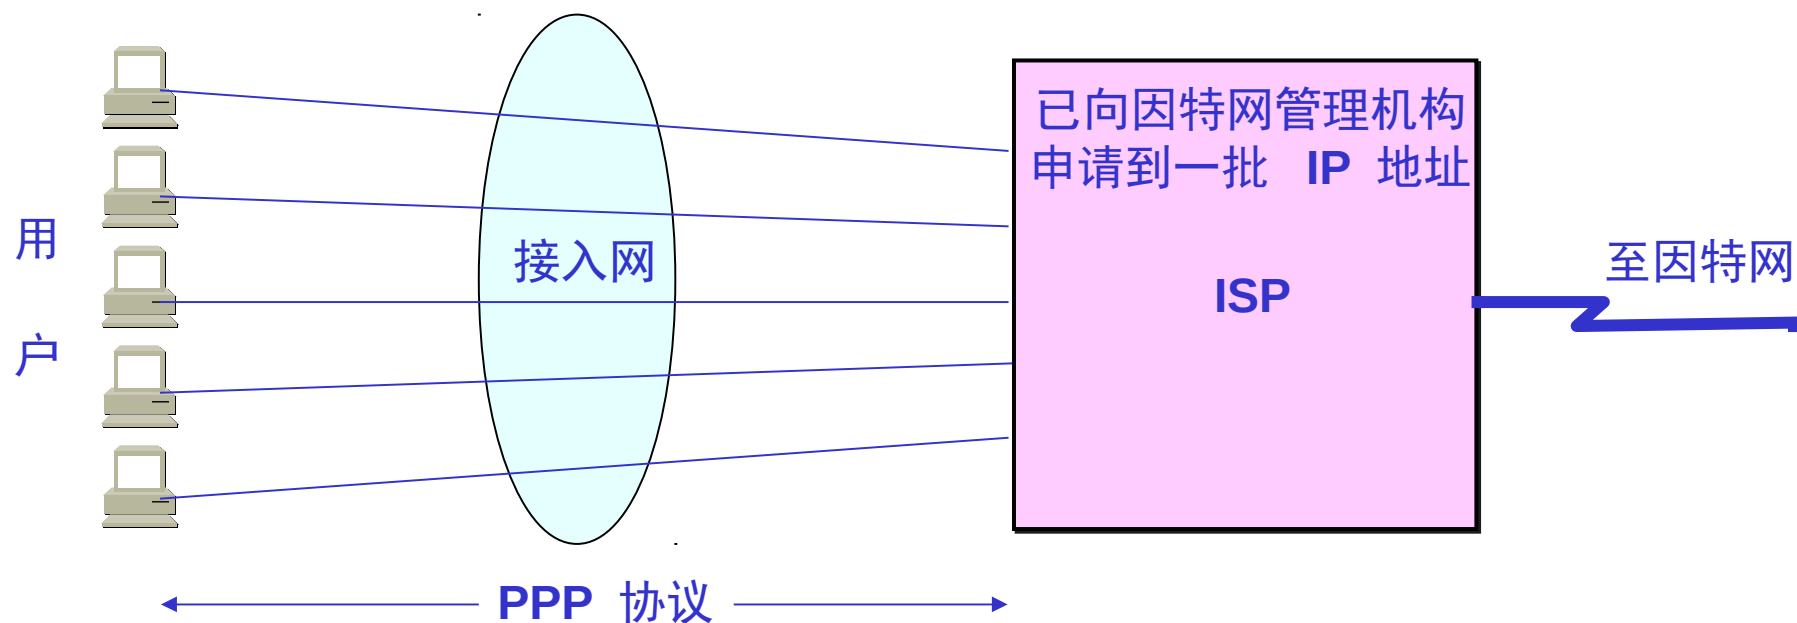 已向因特网管理机构
申请到一批 IP 地址
用
户
接入网
ISP
至因特网
PPP 协议